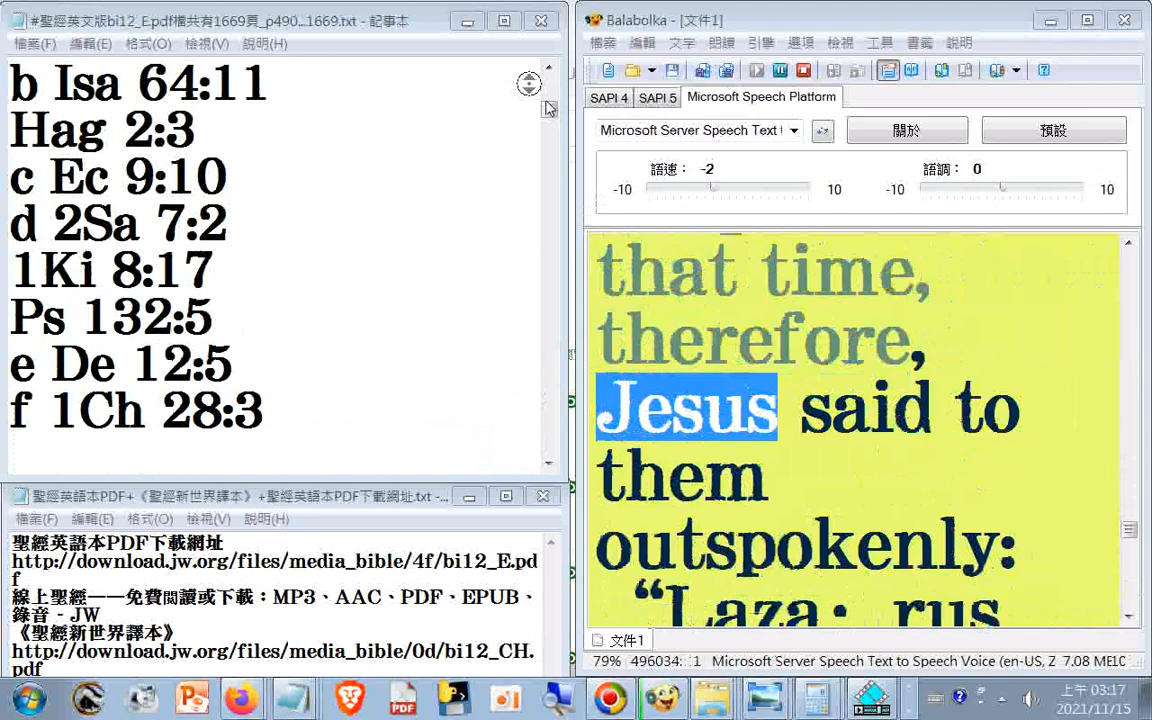 #聖經英文版bi12_Epdf檔共有1669頁_p490...1669.txt - 記事本
檔案(F) 編輯(E) 格式(O) 檢視(V) 說明(H)
b Isa 64:11
Hag 2:3
c Ec 9:10
d 2Sa 7:2
1Ki 8:17
Ps 132:5
e De 12:5
f 1Ch 28:3
聖經英語本PDF+《聖經新世界譯本》+聖經英語本PDF下載網址.txt -...
檔案(F) 編輯(E) 格式(O) 檢視(V) 說明(H)
聖經英語本PDF下載網址
http://download.jw.org/files/media_bible/4f/bi12_E.pd
f
線上聖經——免費閱讀或下載：MP3、AAC、PDF、EPUB、
錄音 - JW
《聖經新世界譯本》
http://download.jw.org/files/media_bible/0d/bi12_CH.
pdf
Balabolka - [文件1]
檔案 編輯 文字 朗讀 引擎 選項 檢視 工具 書籤 說明
SAPI 4 SAPI 5 Microsoft Speech Platform
Microsoft Server Speech Text 關於 預設
語速： -2 語調： 0
-10 10 -10 10
that time,
therefore,
Jesus said to
them
outspokenly:
“Laza· rus
文件1
79% 496034: 1 Microsoft Server Speech Text to Speech Voice (en-US, Z 7.08 ME10
上午 03:17
2021/11/15